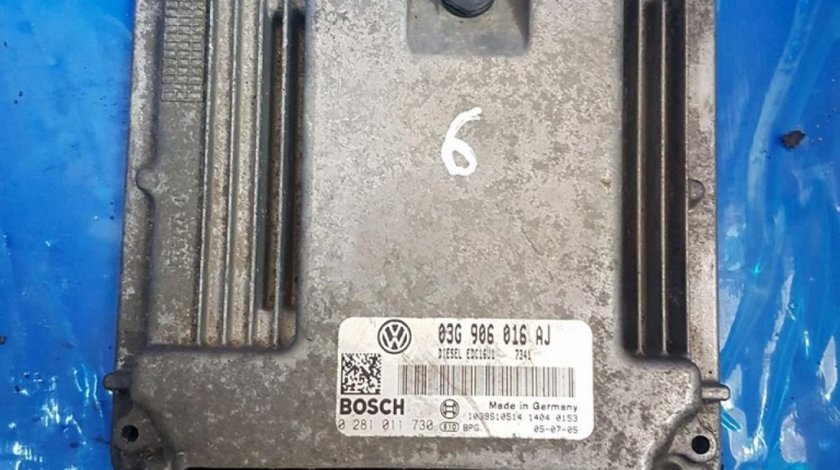 6
03G 906 016 AJ
DIESEL EDC16U1 7341
BOSCH
Made in Germany
1039S10514 1404 0153
0 281 011 730
BPG
05-07-05